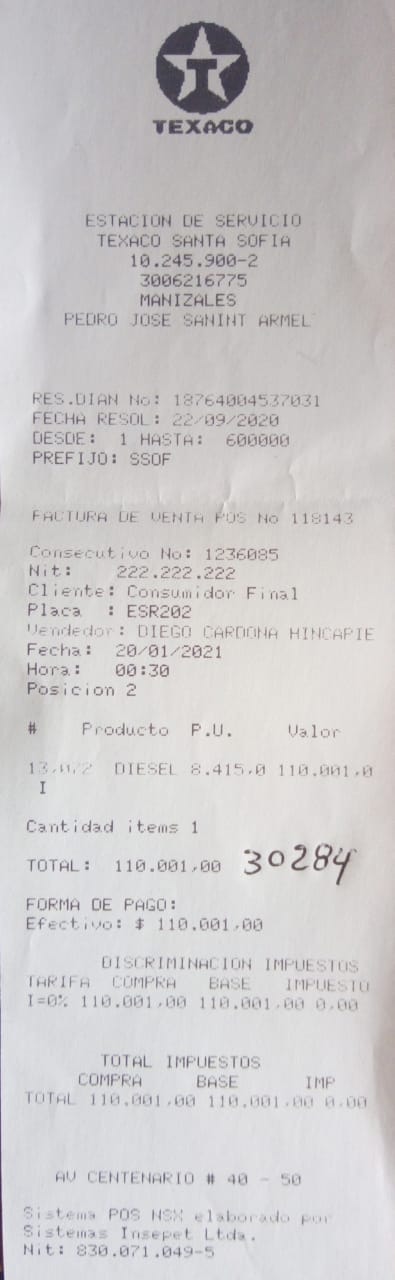 TEXACO
ESTACION DE SERVICIO
TEXACO SANTA SOFIA
10.245.900-2
3006216775
MANIZALES
PEDRO JOSE SANINT ARMEL
RES.DIAN No: 18764004537031
FECHA RESOL: 22/09/2020
DESDE: 1 HASTA: 600000
PREFIJO: SSOF
FACTURA DE VENTA POS No 118143
Consecutivo No: 1236085
Nit: 222.222.222
Cliente: Consumidor Final
Placa : ESR202
Vendedor: DIEGO CARDONA HINCAPIE
Fecha: 20/01/2021
Hora: 00:30
Posicion 2
# Producto P.U. Valor
13,072 DIESEL 8.415,0 110.001,0
I
Cantidad items 1
TOTAL: 110.001,00 30284
FORMA DE PAGO:
Efectivo: $ 110.001,00
DISCRIMINACION IMPUESTOS
TARIFA COMPRA BASE IMPUESTO
I=0% 110.001,00 110.001,00 0.00
TOTAL IMPUESTOS
COMPRA BASE IMP
TOTAL 110.001,00 110.001,00 0.00
AV CENTENARIO # 40 - 50
Sistema POS NSX elaborado por
Sistemas Insepet Ltda.
Nit: 830.071.049-5